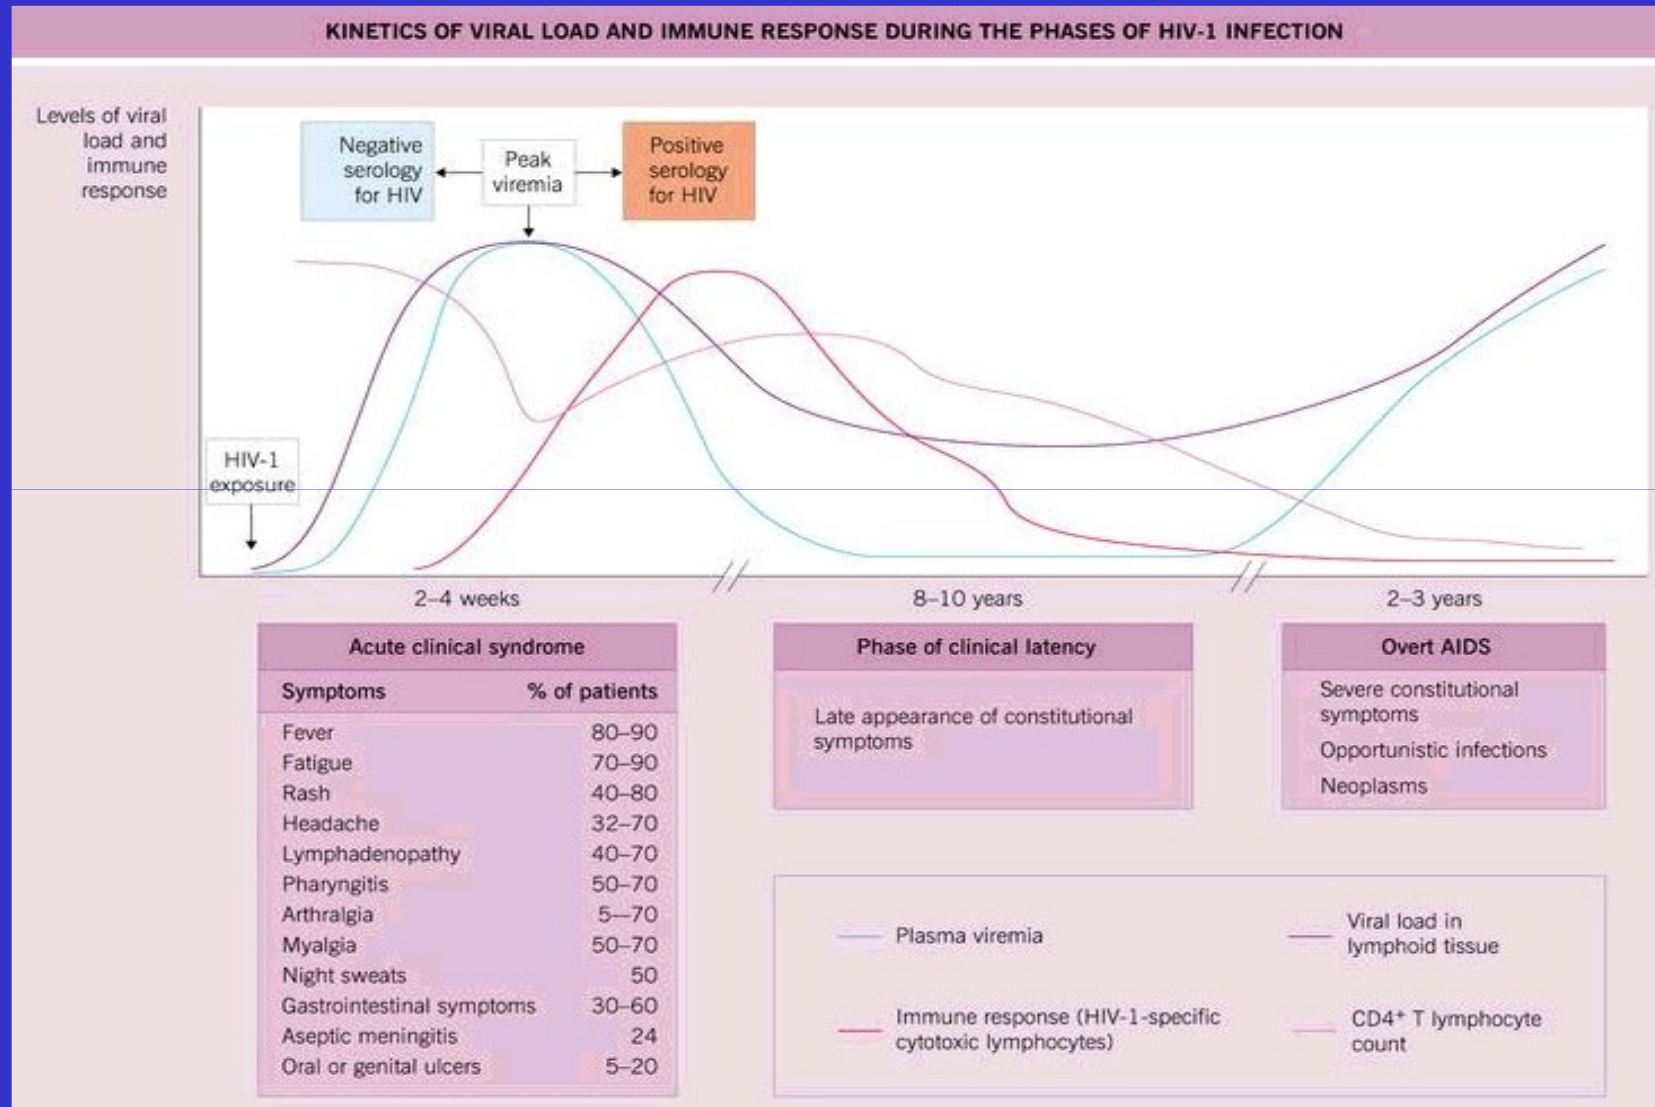 KINETICS OF VIRAL LOAD AND IMMUNE RESPONSE DURING THE PHASES OF HIV-1 INFECTION
Levels of viral
load and
immune
response
Negative
serology
for HIV
Peak
viremia
Positive
serology
for HIV
HIV-1
exposure
2–4 weeks
8–10 years
2–3 years
Acute clinical syndrome
Symptoms % of patients
Fever 80–90
Fatigue 70–90
Rash 40–80
Headache 32–70
Lymphadenopathy 40–70
Pharyngitis 50–70
Arthralgia 5–70
Myalgia 50–70
Night sweats 50
Gastrointestinal symptoms 30–60
Aseptic meningitis 24
Oral or genital ulcers 5–20
Phase of clinical latency
Late appearance of constitutional
symptoms
Overt AIDS
Severe constitutional
symptoms
Opportunistic infections
Neoplasms
Plasma viremia
Viral load in
lymphoid tissue
Immune response (HIV-1-specific
cytotoxic lymphocytes)
CD4⁺ T lymphocyte
count